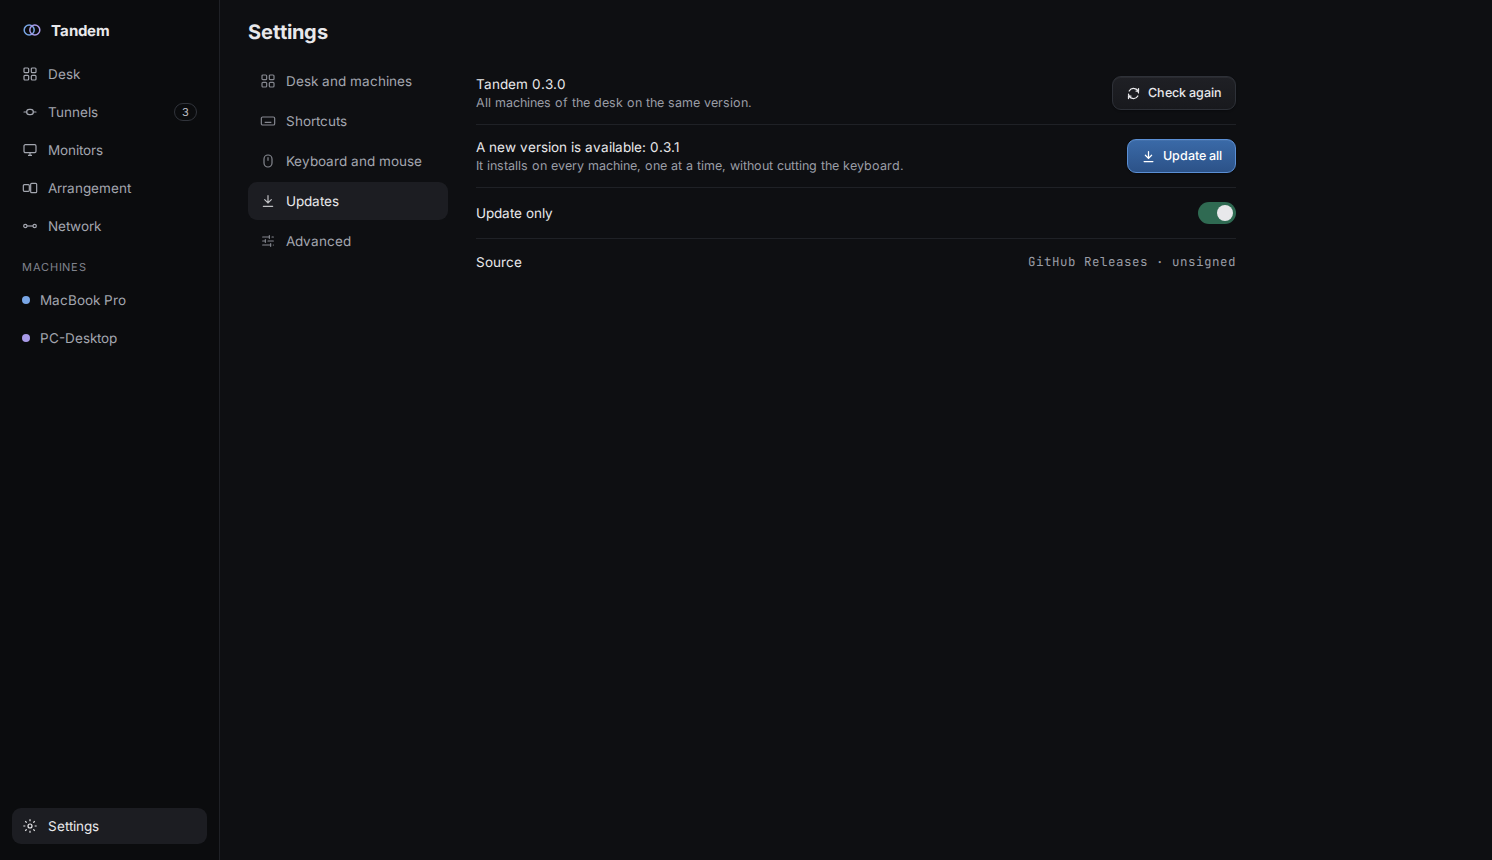 Tandem
Desk
Tunnels 3
Monitors
Arrangement
Network
MACHINES
MacBook Pro
PC-Desktop
Settings
Settings
Desk and machines
Shortcuts
Keyboard and mouse
Updates
Advanced
Tandem 0.3.0
All machines of the desk on the same version.
Check again
A new version is available: 0.3.1
It installs on every machine, one at a time, without cutting the keyboard.
Update all
Update only
Source
GitHub Releases · unsigned